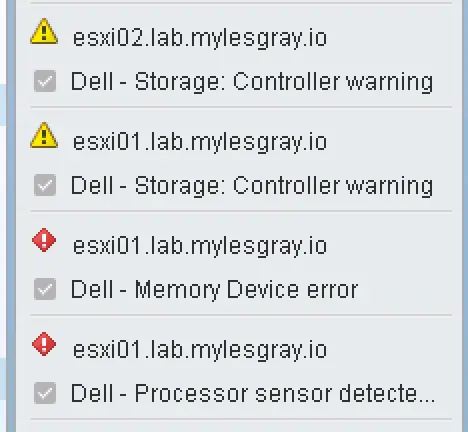 esxi02.lab.mylesgray.io
Dell - Storage: Controller warning
esxi01.lab.mylesgray.io
Dell - Storage: Controller warning
esxi01.lab.mylesgray.io
Dell - Memory Device error
esxi01.lab.mylesgray.io
Dell - Processor sensor detecte...